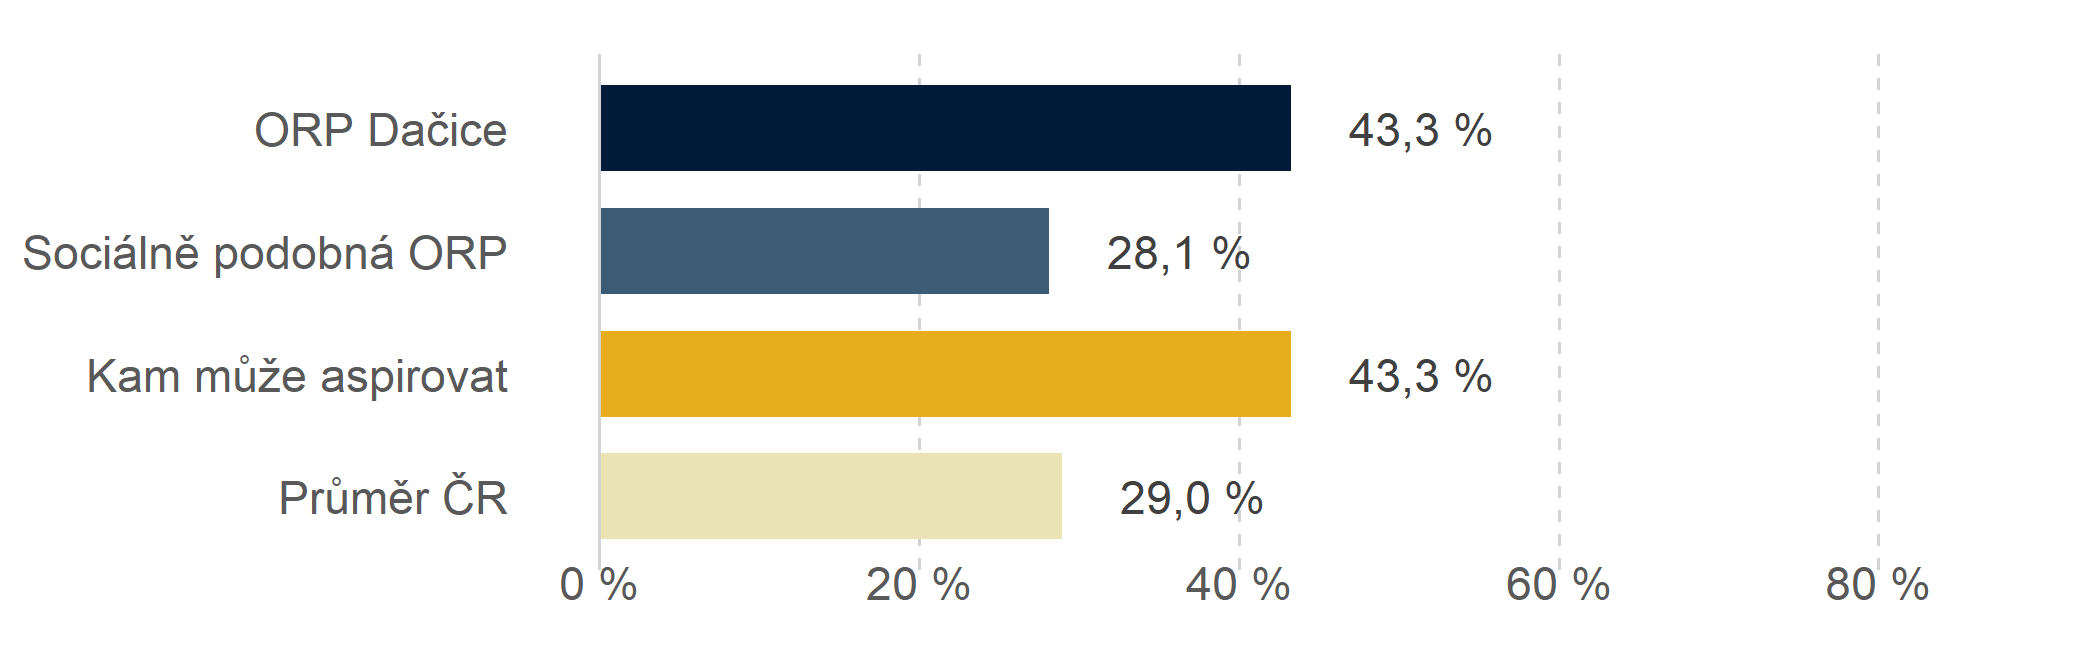 ORP Dačice
43,3 %
Sociálně podobná ORP
28,1 %
Kam může aspirovat
43,3 %
Průměr ČR
29,0 %
0 %
20 %
40 %
60 %
80 %